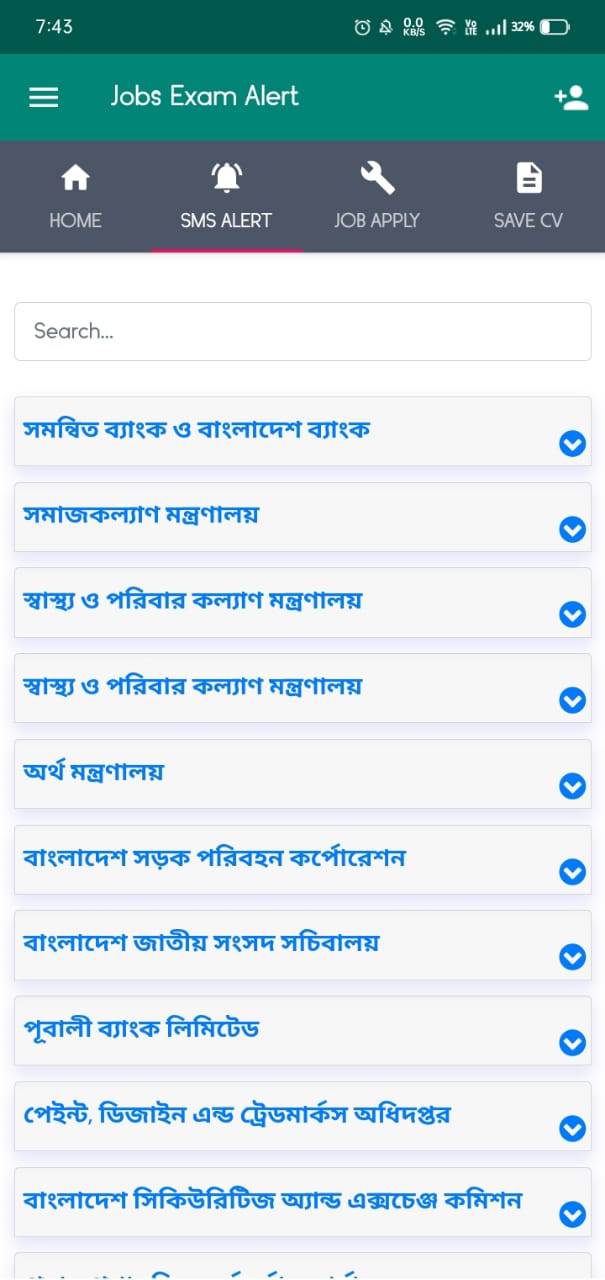 7:43 0.0 KB/S Vo LTE 32%
Jobs Exam Alert
HOME SMS ALERT JOB APPLY SAVE CV
Search...
সমন্বিত ব্যাংক ও বাংলাদেশ ব্যাংক
সমাজকল্যাণ মন্ত্রণালয়
স্বাস্থ্য ও পরিবার কল্যাণ মন্ত্রণালয়
স্বাস্থ্য ও পরিবার কল্যাণ মন্ত্রণালয়
অর্থ মন্ত্রণালয়
বাংলাদেশ সড়ক পরিবহন কর্পোরেশন
বাংলাদেশ জাতীয় সংসদ সচিবালয়
পূবালী ব্যাংক লিমিটেড
পেইন্ট, ডিজাইন এন্ড ট্রেডমার্কস অধিদপ্তর
বাংলাদেশ সিকিউরিটিজ অ্যান্ড এক্সচেঞ্জ কমিশন